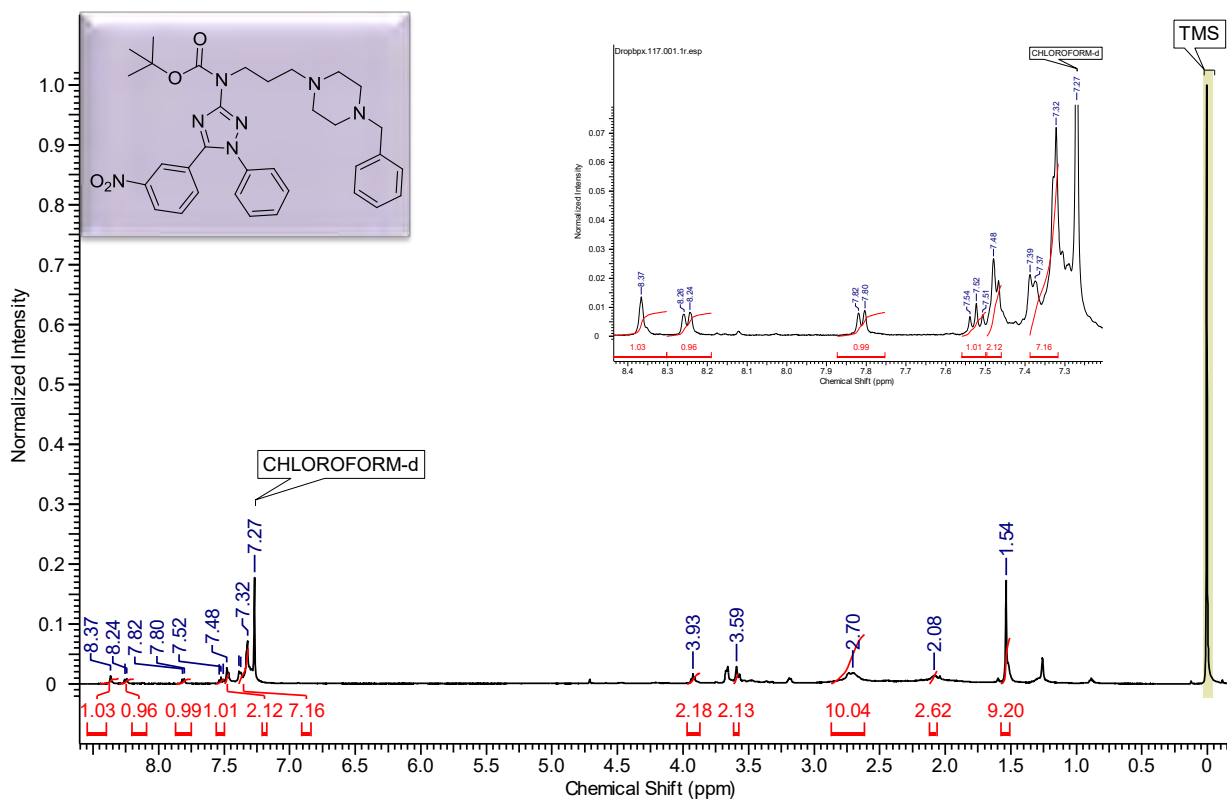 O
O
N
N
N
N
N
N
O₂N
Dropbpx.117.001.1r.esp
CHLOROFORM-d
7.27
7.32
7.37
7.39
7.48
7.51
7.52
7.54
7.80
7.82
8.24
8.26
8.37
Normalized Intensity
0.07
0.06
0.05
0.04
0.03
0.02
0.01
0
1.03 0.96 0.99 1.01 2.12 7.16
8.4 8.3 8.2 8.1 8.0 7.9 7.8 7.7 7.6 7.5 7.4 7.3
Chemical Shift (ppm)
TMS
Normalized Intensity
1.0
0.9
0.8
0.7
0.6
0.5
0.4
0.3
0.2
0.1
0
CHLOROFORM-d
8.37
8.24
7.82
7.80
7.52
7.48
7.32
7.27
3.93
3.59
2.70
2.08
1.54
1.03 0.96 0.99 1.01 2.12 7.16 2.18 2.13 10.04 2.62 9.20
8.0 7.5 7.0 6.5 6.0 5.5 5.0 4.5 4.0 3.5 3.0 2.5 2.0 1.5 1.0 0.5 0
Chemical Shift (ppm)